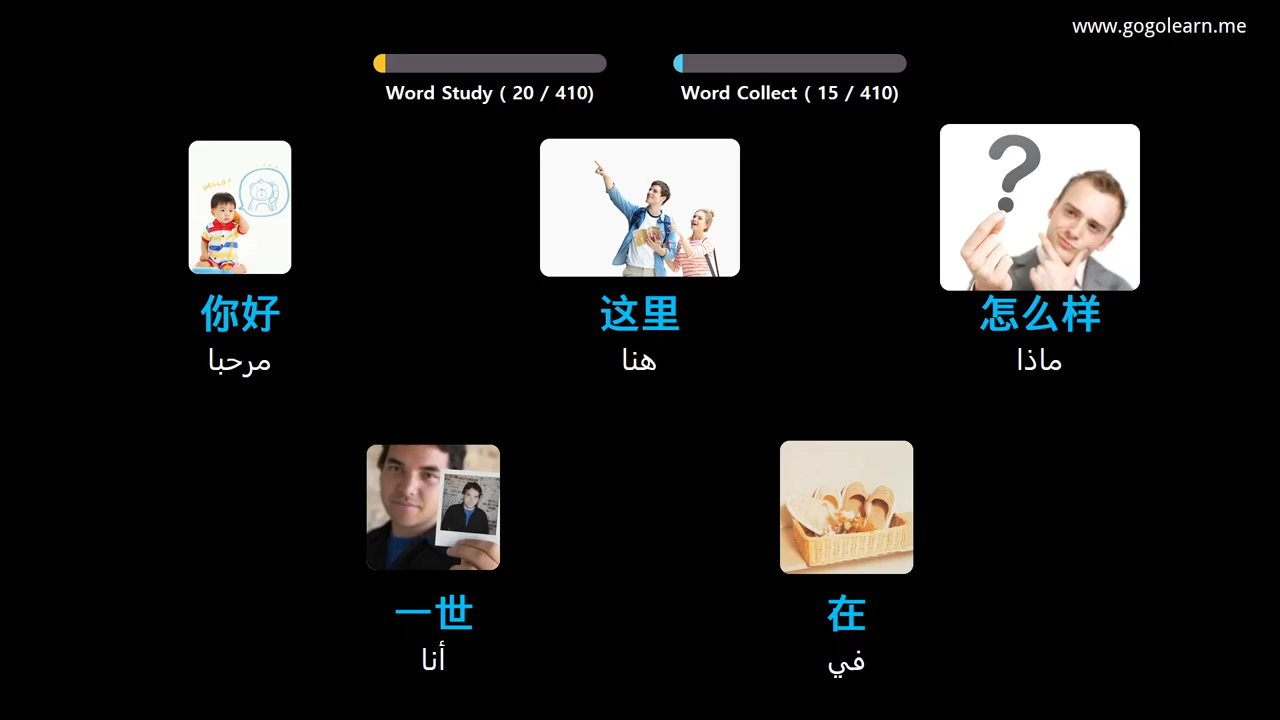 www.gogolearn.me
Word Study ( 20 / 410)
Word Collect ( 15 / 410)
HELLO!
你好
这里
怎么样
مرحبا
هنا
ماذا
一世
在
أنا
في